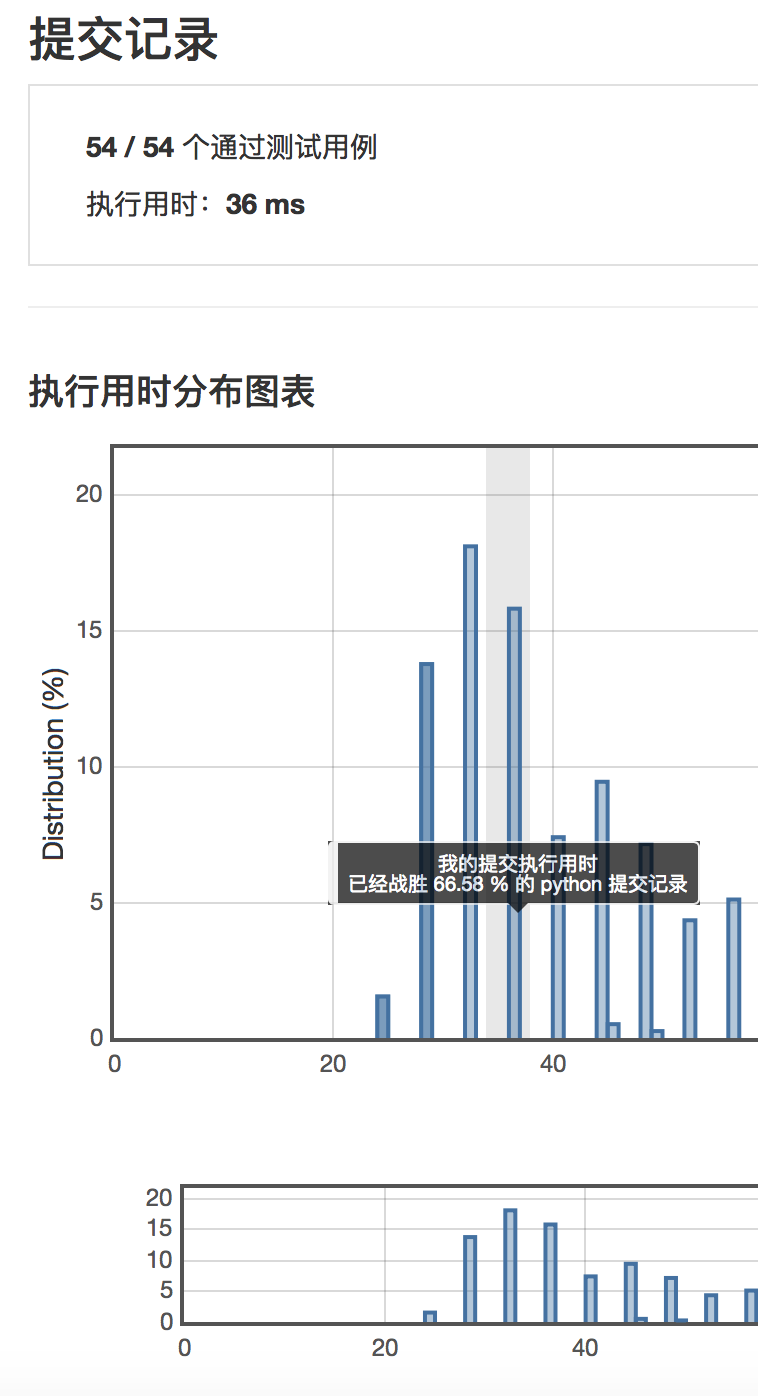 提交记录
54 / 54 个通过测试用例
执行用时：36 ms
执行用时分布图表
20
15
10
5
0
Distribution (%)
我的提交执行用时
已经战胜 66.58 % 的 python 提交记录
0 20 40
20
15
10
5
0
0 20 40